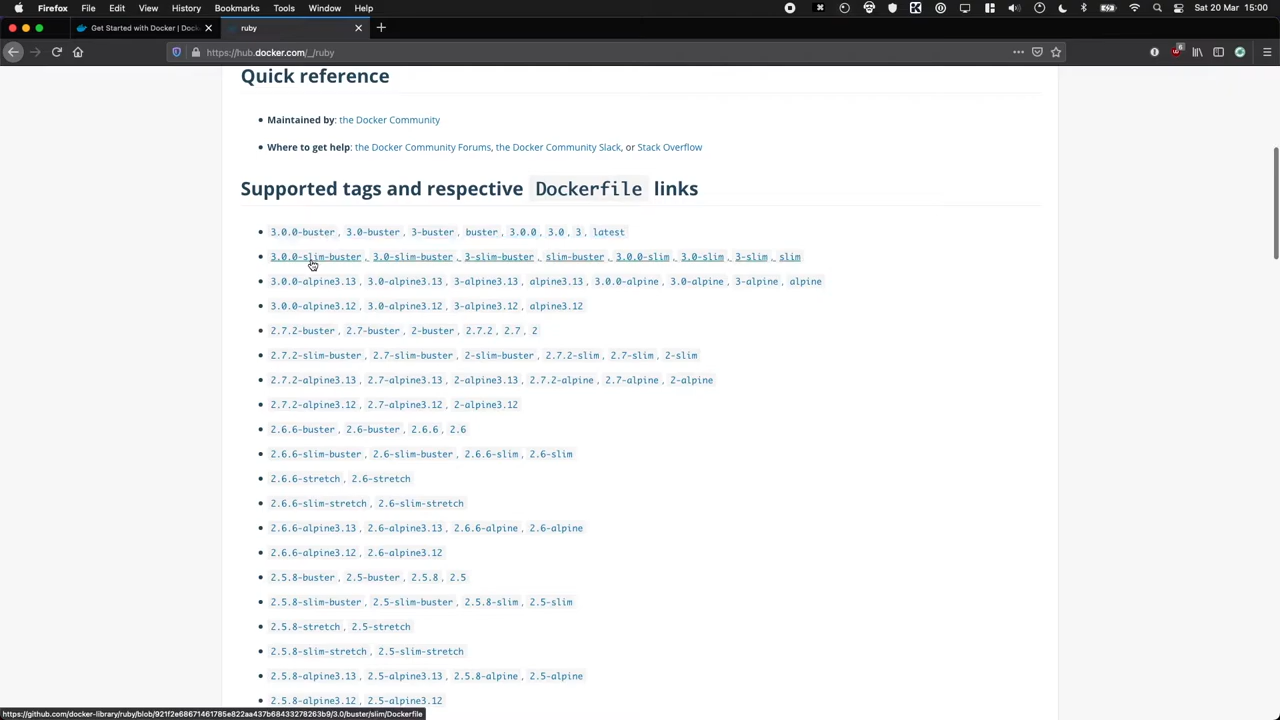 Firefox File Edit View History Bookmarks Tools Window Help Sat 20 Mar 15:00
Get Started with Docker | Dock ruby
https://hub.docker.com/_/ruby
Quick reference
Maintained by: the Docker Community
Where to get help: the Docker Community Forums, the Docker Community Slack, or Stack Overflow
Supported tags and respective Dockerfile links
3.0.0-buster, 3.0-buster, 3-buster, buster, 3.0.0, 3.0, 3, latest
3.0.0-slim-buster, 3.0-slim-buster, 3-slim-buster, slim-buster, 3.0.0-slim, 3.0-slim, 3-slim, slim
3.0.0-alpine3.13, 3.0-alpine3.13, 3-alpine3.13, alpine3.13, 3.0.0-alpine, 3.0-alpine, 3-alpine, alpine
3.0.0-alpine3.12, 3.0-alpine3.12, 3-alpine3.12, alpine3.12
2.7.2-buster, 2.7-buster, 2-buster, 2.7.2, 2.7, 2
2.7.2-slim-buster, 2.7-slim-buster, 2-slim-buster, 2.7.2-slim, 2.7-slim, 2-slim
2.7.2-alpine3.13, 2.7-alpine3.13, 2-alpine3.13, 2.7.2-alpine, 2.7-alpine, 2-alpine
2.7.2-alpine3.12, 2.7-alpine3.12, 2-alpine3.12
2.6.6-buster, 2.6-buster, 2.6.6, 2.6
2.6.6-slim-buster, 2.6-slim-buster, 2.6.6-slim, 2.6-slim
2.6.6-stretch, 2.6-stretch
2.6.6-slim-stretch, 2.6-slim-stretch
2.6.6-alpine3.13, 2.6-alpine3.13, 2.6.6-alpine, 2.6-alpine
2.6.6-alpine3.12, 2.6-alpine3.12
2.5.8-buster, 2.5-buster, 2.5.8, 2.5
2.5.8-slim-buster, 2.5-slim-buster, 2.5.8-slim, 2.5-slim
2.5.8-stretch, 2.5-stretch
2.5.8-slim-stretch, 2.5-slim-stretch
2.5.8-alpine3.13, 2.5-alpine3.13, 2.5.8-alpine, 2.5-alpine
2.5.8-alpine3.12, 2.5-alpine3.12
https://github.com/docker-library/ruby/blob/921f2e68671461785e822aa437b68433278263b9/3.0/buster/slim/Dockerfile